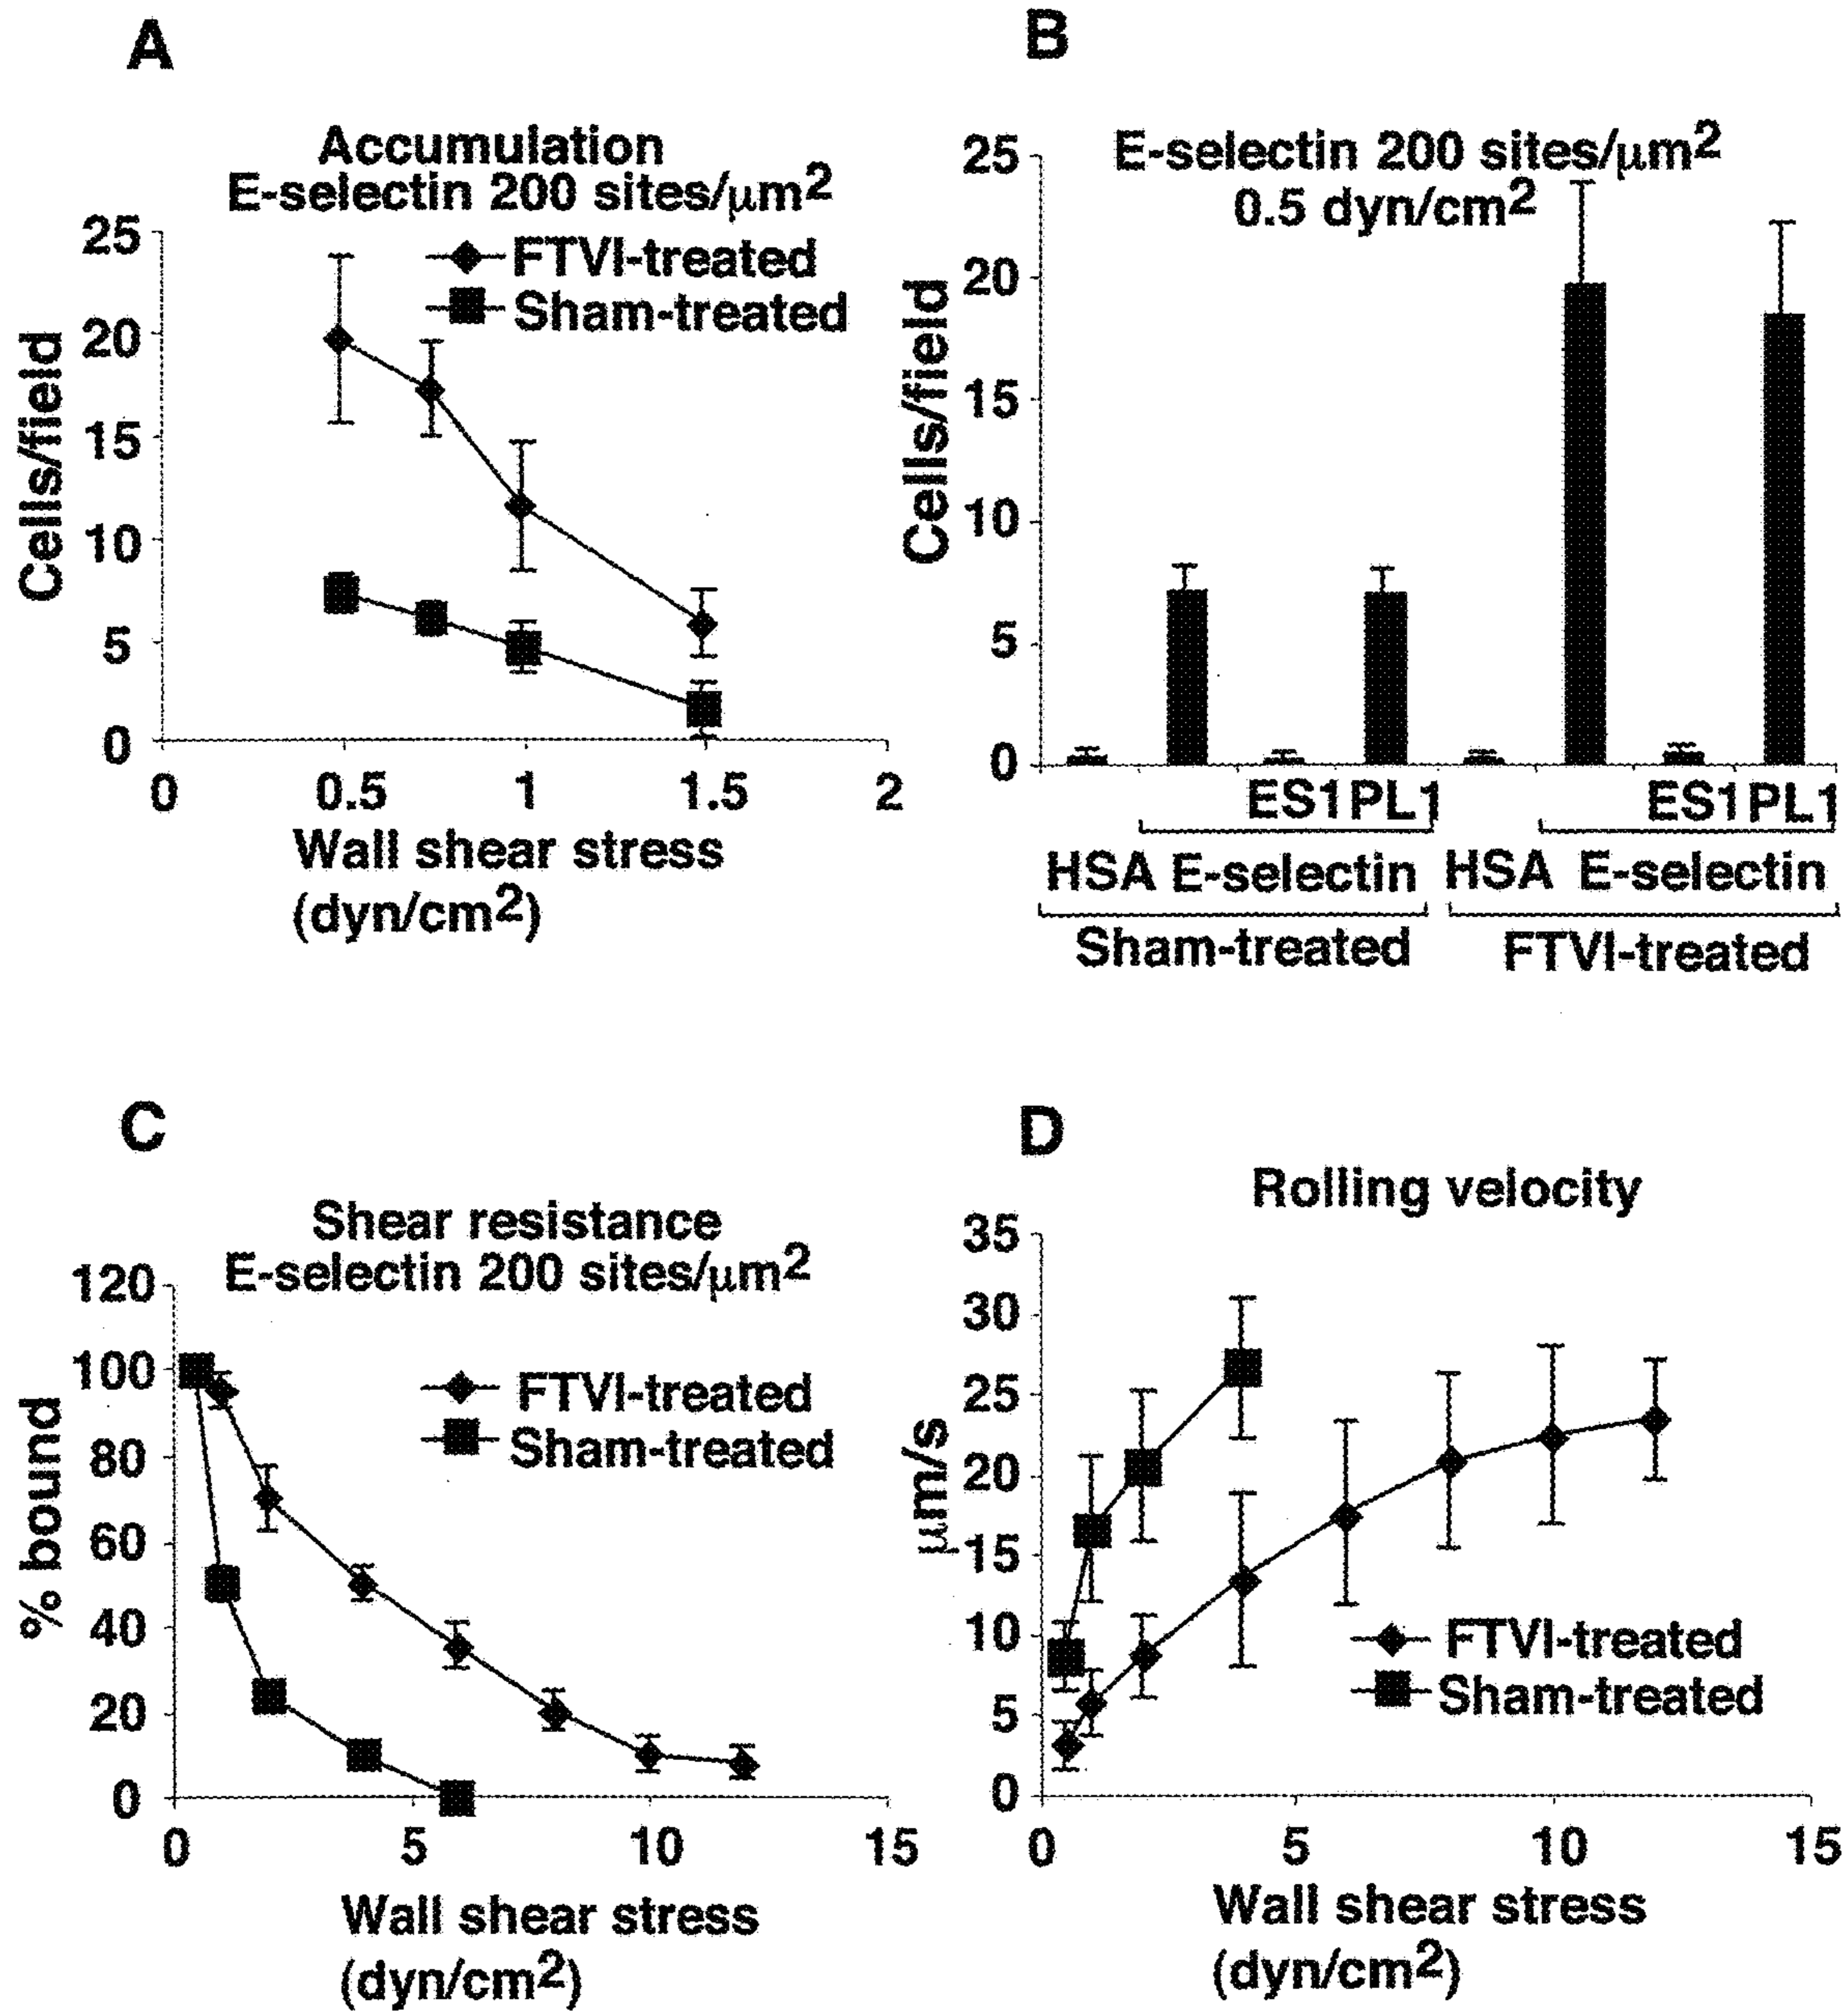 A
Accumulation
E-selectin 200 sites/μm2
25
FTVI-treated
20
Sham-treated
15
10
5
0
Cells/field
0 0.5 1 1.5 2
Wall shear stress
(dyn/cm2)
B
E-selectin 200 sites/μm2
0.5 dyn/cm2
25
20
15
10
5
0
Cells/field
ES1 PL1 ES1 PL1
HSA E-selectin HSA E-selectin
Sham-treated FTVI-treated
C
Shear resistance
E-selectin 200 sites/μm2
120
100
FTVI-treated
80
Sham-treated
60
40
20
0
% bound
0 5 10 15
Wall shear stress
(dyn/cm2)
D
Rolling velocity
35
30
25
20
15
10
FTVI-treated
5
Sham-treated
0
μm/s
0 5 10 15
Wall shear stress
(dyn/cm2)